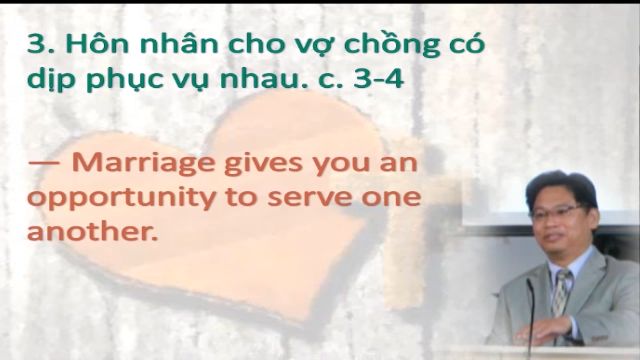 3. Hôn nhân cho vợ chồng có
dịp phục vụ nhau. c. 3-4
— Marriage gives you an
opportunity to serve one
another.